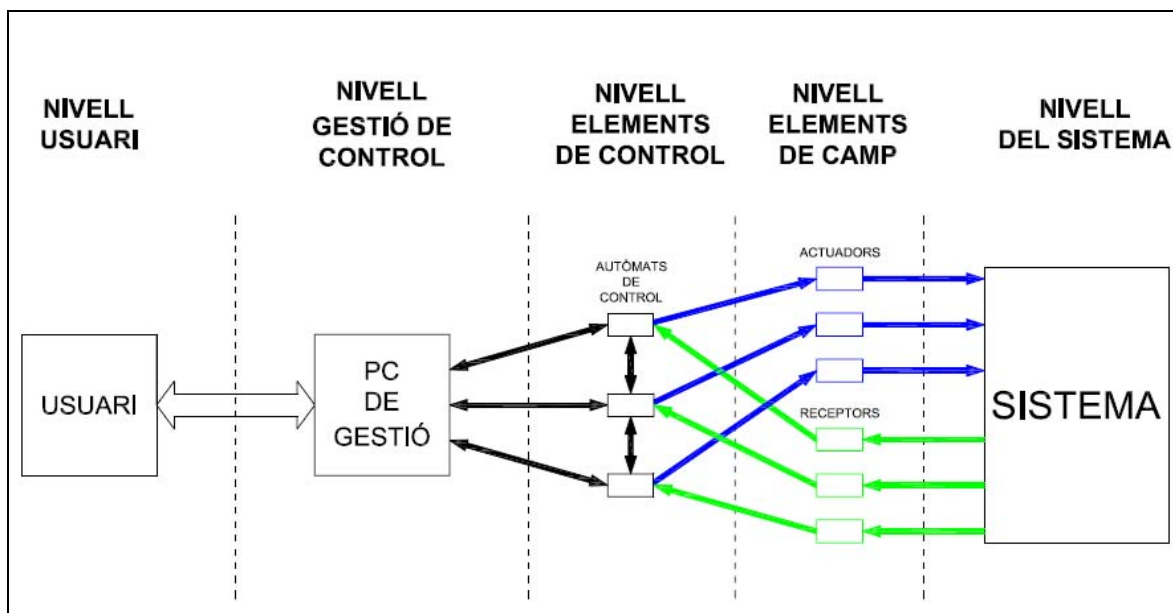 NIVELL
USUARI
NIVELL
GESTIÓ DE
CONTROL
NIVELL
ELEMENTS
DE CONTROL
NIVELL
ELEMENTS
DE CAMP
NIVELL
DEL SISTEMA
USUARI
PC
DE
GESTIÓ
AUTÒMATS
DE
CONTROL
ACTUADORS
RECEPTORS
SISTEMA